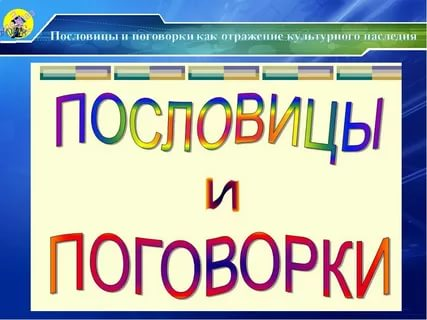 Пословицы и поговорки как отражение культурного наследия
ПОСЛОВИЦЫ
и
ПОГОВОРКИ